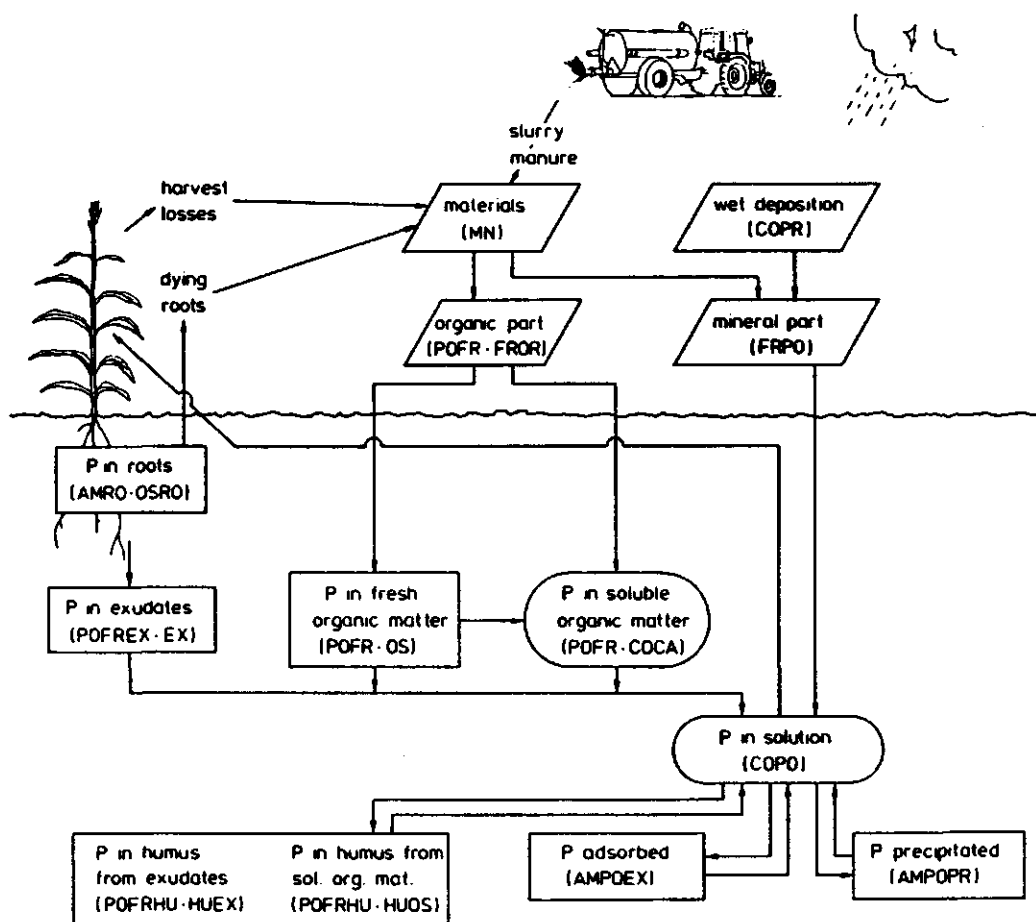 slurry
manure
harvest
losses
materials
(MN)
wet deposition
(COPR)
dying
roots
organic part
(POFR·FROR)
mineral part
(FRPO)
P in roots
(AMRO·OSRO)
P in exudates
(POFREX·EX)
P in fresh
organic matter
(POFR·OS)
P in soluble
organic matter
(POFR·COCA)
P in solution
(COPO)
P in humus
from exudates
(POFRHU·HUEX)
P in humus from
sol. org. mat.
(POFRHU·HUOS)
P adsorbed
(AMPOEX)
P precipitated
(AMPOPR)